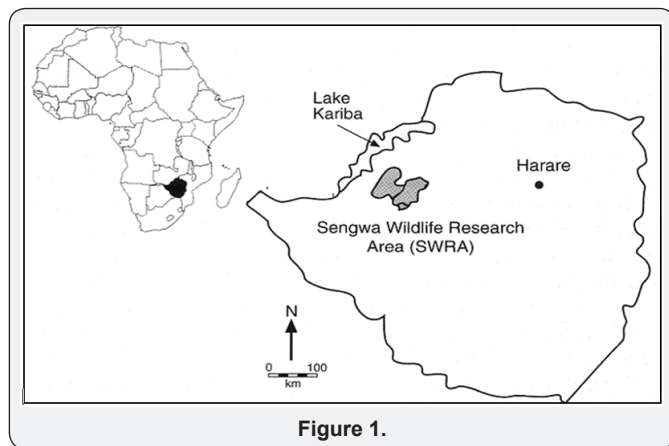 Lake
Kariba
Harare
Sengwa Wildlife Research
Area (SWRA)
N
0 100
km
Figure 1.